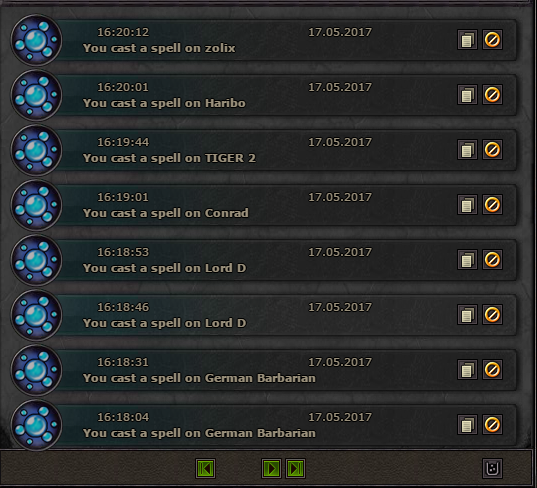 16:20:12 17.05.2017
You cast a spell on zolix
16:20:01 17.05.2017
You cast a spell on Haribo
16:19:44 17.05.2017
You cast a spell on TIGER 2
16:19:01 17.05.2017
You cast a spell on Conrad
16:18:53 17.05.2017
You cast a spell on Lord D
16:18:46 17.05.2017
You cast a spell on Lord D
16:18:31 17.05.2017
You cast a spell on German Barbarian
16:18:04 17.05.2017
You cast a spell on German Barbarian